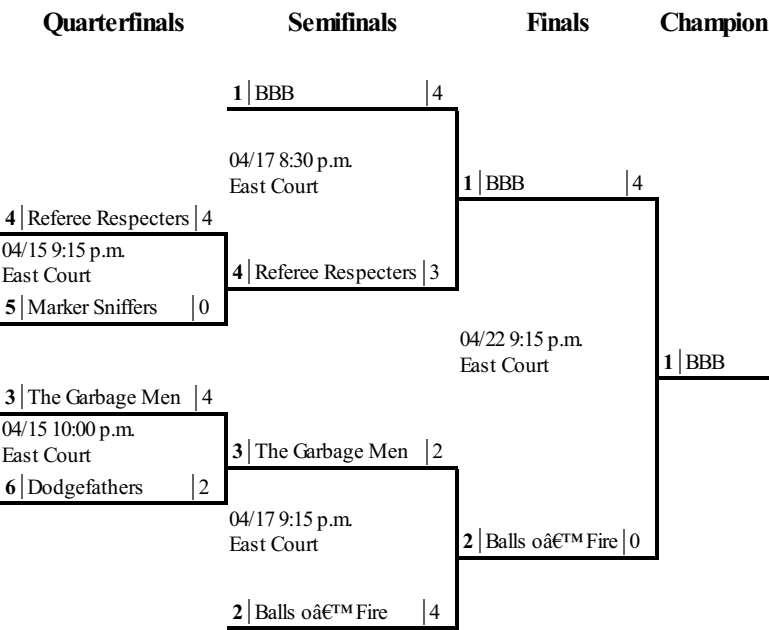 Quarterfinals Semifinals Finals Champion
1 BBB 4
04/17 8:30 p.m.
East Court
1 BBB 4
4 Referee Respecters 4
04/15 9:15 p.m.
East Court
4 Referee Respecters 3
5 Marker Sniffers 0
04/22 9:15 p.m.
East Court
1 BBB
3 The Garbage Men 4
04/15 10:00 p.m.
East Court
3 The Garbage Men 2
6 Dodgefathers 2
04/17 9:15 p.m.
East Court
2 Balls oâ€™ Fire 0
2 Balls oâ€™ Fire 4